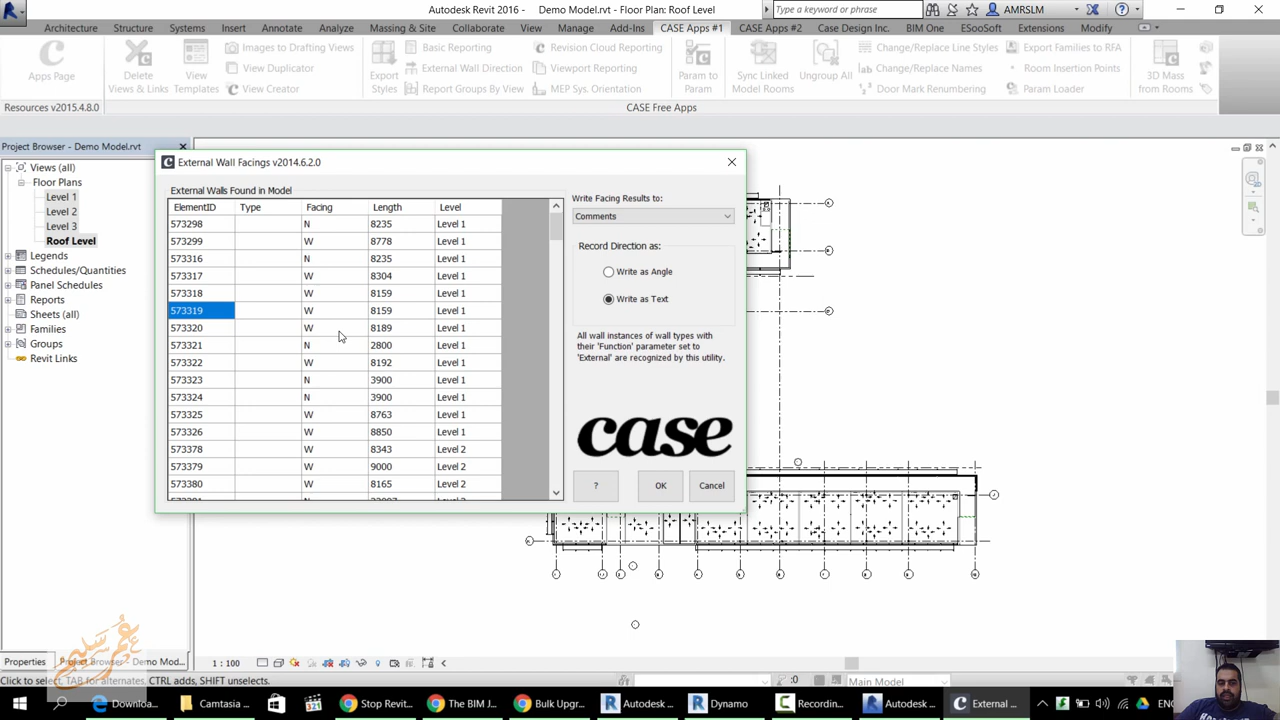 Autodesk Revit 2016 - Demo Model.rvt - Floor Plan: Roof Level
Type a keyword or phrase
AMRSLM
Architecture Structure Systems Insert Annotate Analyze Massing & Site Collaborate View Manage Add-Ins CASE Apps #1 CASE Apps #2 Case Design Inc. BIM One ESooSoft Extensions Modify
Apps Page
Delete Views & Links
View Templates
Images to Drafting Views
View Duplicator
View Creator
Export Styles
Basic Reporting
External Wall Direction
Report Groups By View
Revision Cloud Reporting
Viewport Reporting
MEP Sys. Orientation
Param to Param
Sync Linked Model Rooms
Ungroup All
Change/Replace Line Styles
Change/Replace Names
Door Mark Renumbering
Export Families to RFA
Room Insertion Points
Param Loader
3D Mass from Rooms
Resources v2015.4.8.0
CASE Free Apps
Project Browser - Demo Model.rvt
Views (all)
Floor Plans
Level 1
Level 2
Level 3
Roof Level
Legends
Schedules/Quantities
Panel Schedules
Reports
Sheets (all)
Families
Groups
Revit Links
External Wall Facings v2014.6.2.0
External Walls Found in Model
ElementID Type Facing Length Level
573298 N 8235 Level 1
573299 W 8778 Level 1
573316 N 8235 Level 1
573317 W 8304 Level 1
573318 W 8159 Level 1
573319 W 8159 Level 1
573320 W 8189 Level 1
573321 N 2800 Level 1
573322 W 8192 Level 1
573323 N 3900 Level 1
573324 N 3900 Level 1
573325 W 8763 Level 1
573326 W 8850 Level 1
573378 W 8343 Level 2
573379 W 9000 Level 2
573380 W 8165 Level 2
Write Facing Results to:
Comments
Record Direction as:
Write as Angle
Write as Text
All wall instances of wall types with
their 'Function' parameter set to
'External' are recognized by this utility.
case
? OK Cancel
عمر سليم
Properties Project Browser - Demo Mod...
1 : 100
Click to select, TAB for alternates, CTRL adds, SHIFT unselects.
:0
Main Model
Downloa... Camtasia ... Stop Revit... The BIM J... Bulk Upgr... Autodesk ... Dynamo Recording... Autodesk ... External ...
ENG